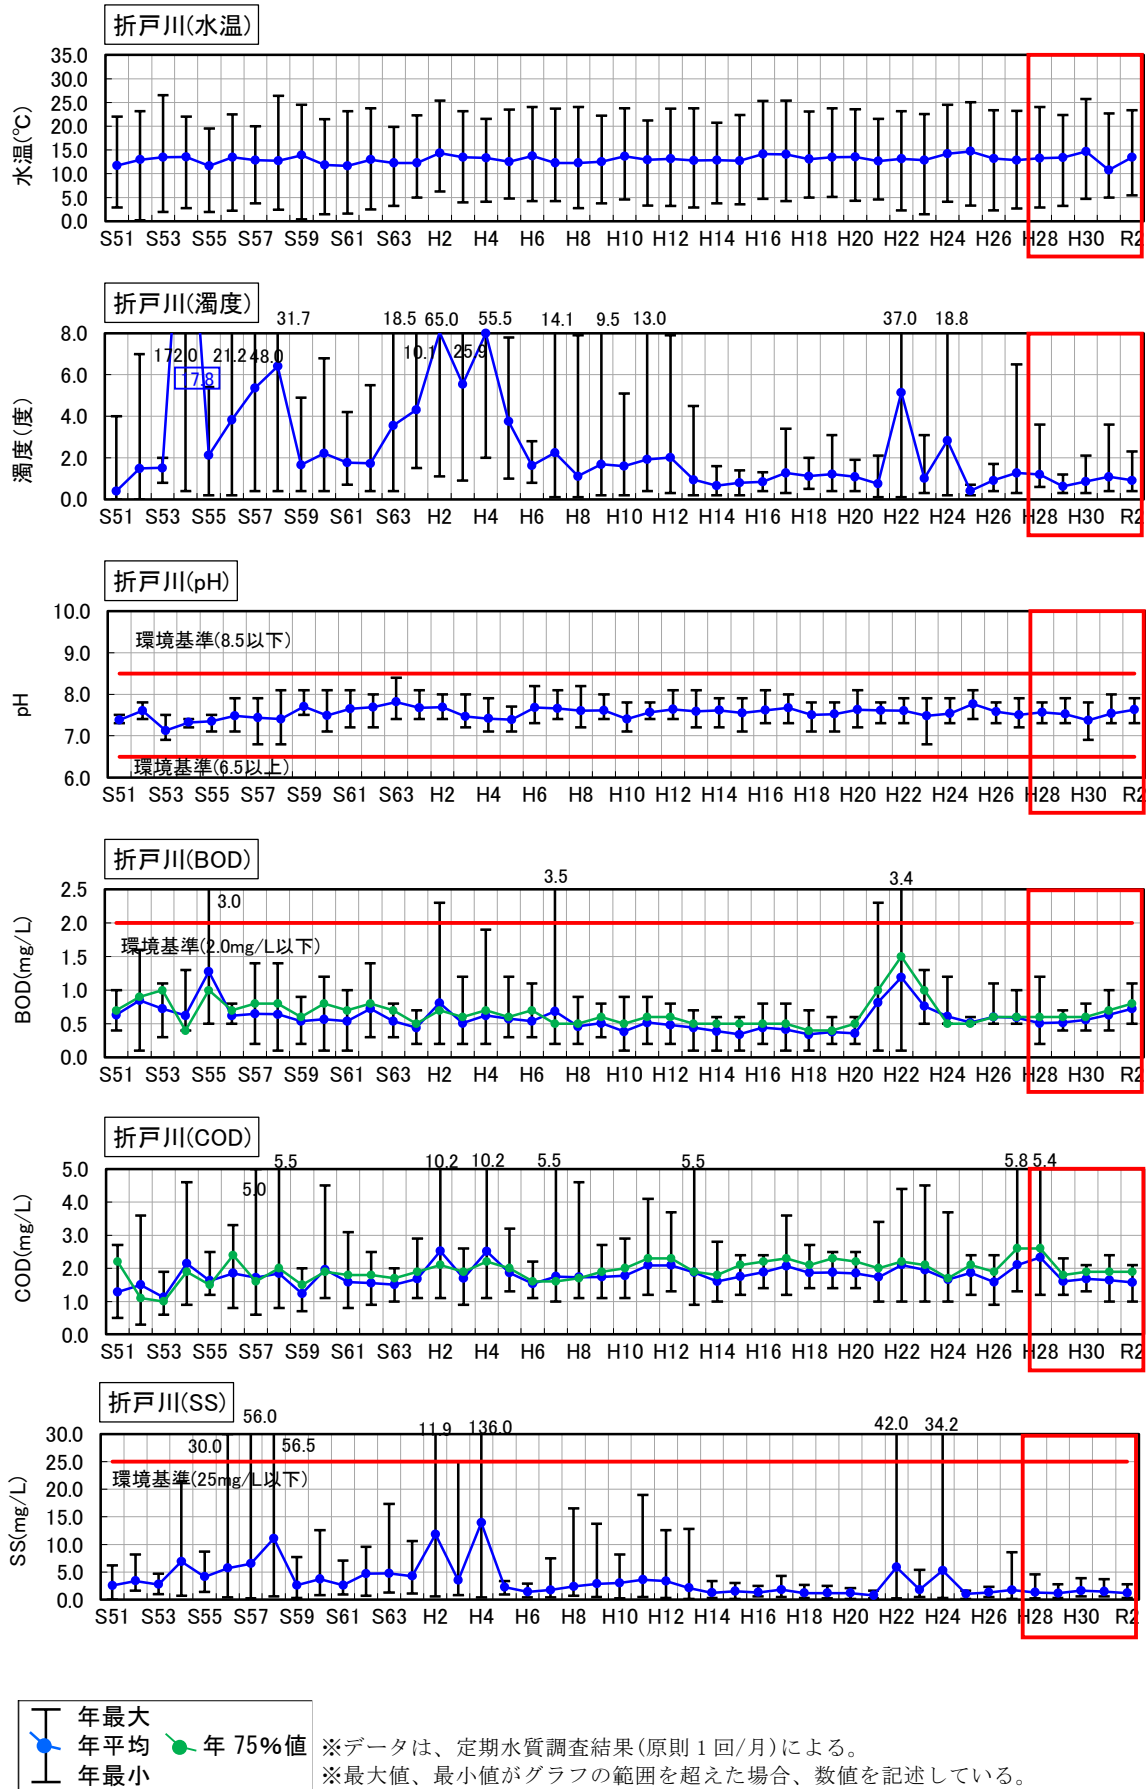 折戸川(水温)
35.0
30.0
25.0
20.0
15.0
10.0
5.0
0.0
水温(℃)
S51 S53 S55 S57 S59 S61 S63 H2 H4 H6 H8 H10 H12 H14 H16 H18 H20 H22 H24 H26 H28 H30 R2
折戸川(濁度)
31.7 18.5 65.0 55.5 14.1 9.5 13.0 37.0 18.8
172.0 21.2 48.0 10.1 25.9
17.8
8.0
6.0
4.0
2.0
0.0
濁度(度)
S51 S53 S55 S57 S59 S61 S63 H2 H4 H6 H8 H10 H12 H14 H16 H18 H20 H22 H24 H26 H28 H30 R2
折戸川(pH)
10.0
9.0
8.0
7.0
6.0
pH
環境基準(8.5以下)
環境基準(6.5以上)
S51 S53 S55 S57 S59 S61 S63 H2 H4 H6 H8 H10 H12 H14 H16 H18 H20 H22 H24 H26 H28 H30 R2
折戸川(BOD)
3.5 3.4
3.0
2.5
2.0
1.5
1.0
0.5
0.0
BOD(mg/L)
環境基準(2.0mg/L以下)
S51 S53 S55 S57 S59 S61 S63 H2 H4 H6 H8 H10 H12 H14 H16 H18 H20 H22 H24 H26 H28 H30 R2
折戸川(COD)
5.5 10.2 10.2 5.5 5.5 5.8 5.4
5.0
5.0
4.0
3.0
2.0
1.0
0.0
COD(mg/L)
S51 S53 S55 S57 S59 S61 S63 H2 H4 H6 H8 H10 H12 H14 H16 H18 H20 H22 H24 H26 H28 H30 R2
折戸川(SS)
56.0 11.9 136.0 42.0 34.2
30.0 56.5
30.0
25.0
20.0
15.0
10.0
5.0
0.0
SS(mg/L)
環境基準(25mg/L以下)
S51 S53 S55 S57 S59 S61 S63 H2 H4 H6 H8 H10 H12 H14 H16 H18 H20 H22 H24 H26 H28 H30 R2
年最大
年平均 年 75%値
年最小
※データは、定期水質調査結果(原則1回/月)による。
※最大値、最小値がグラフの範囲を超えた場合、数値を記述している。